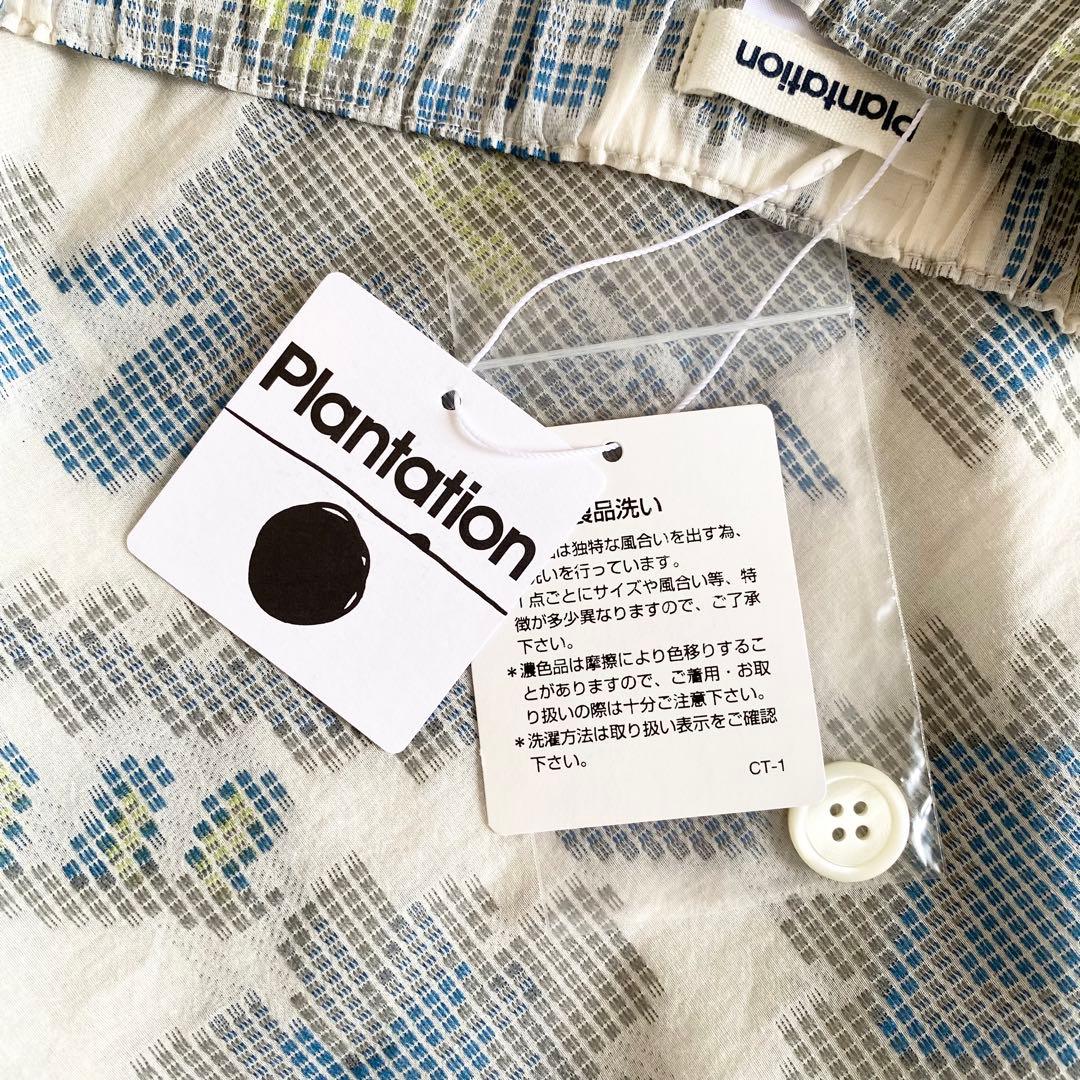 Plantation
Plantation
製品洗い
品は独特な風合いを出す為、
洗いを行っています。
1点ごとにサイズや風合い等、特
徴が多少異なりますので、ご了承
下さい。
*濃色品は摩擦により色移りするこ
とがありますので、ご着用・お取
り扱いの際は十分ご注意下さい。
*洗濯方法は取り扱い表示をご確認
下さい。
CT-1